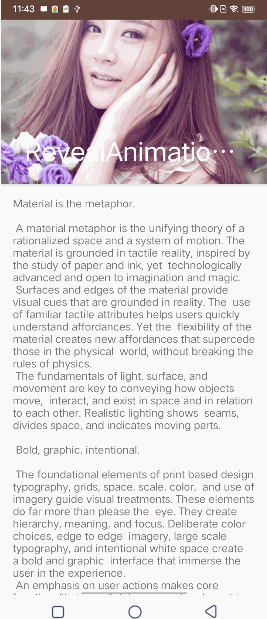 11:43
RevealAnimatio···
Material is the metaphor.
A material metaphor is the unifying theory of a
rationalized space and a system of motion. The
material is grounded in tactile reality, inspired by
the study of paper and ink, yet technologically
advanced and open to imagination and magic.
Surfaces and edges of the material provide
visual cues that are grounded in reality. The use
of familiar tactile attributes helps users quickly
understand affordances. Yet the flexibility of the
material creates new affordances that supercede
those in the physical world, without breaking the
rules of physics.
The fundamentals of light, surface, and
movement are key to conveying how objects
move, interact, and exist in space and in relation
to each other. Realistic lighting shows seams,
divides space, and indicates moving parts.
Bold, graphic, intentional.
The foundational elements of print based design
typography, grids, space, scale, color, and use of
imagery guide visual treatments. These elements
do far more than please the eye. They create
hierarchy, meaning, and focus. Deliberate color
choices, edge to edge imagery, large scale
typography, and intentional white space create
a bold and graphic interface that immerse the
user in the experience.
An emphasis on user actions makes core